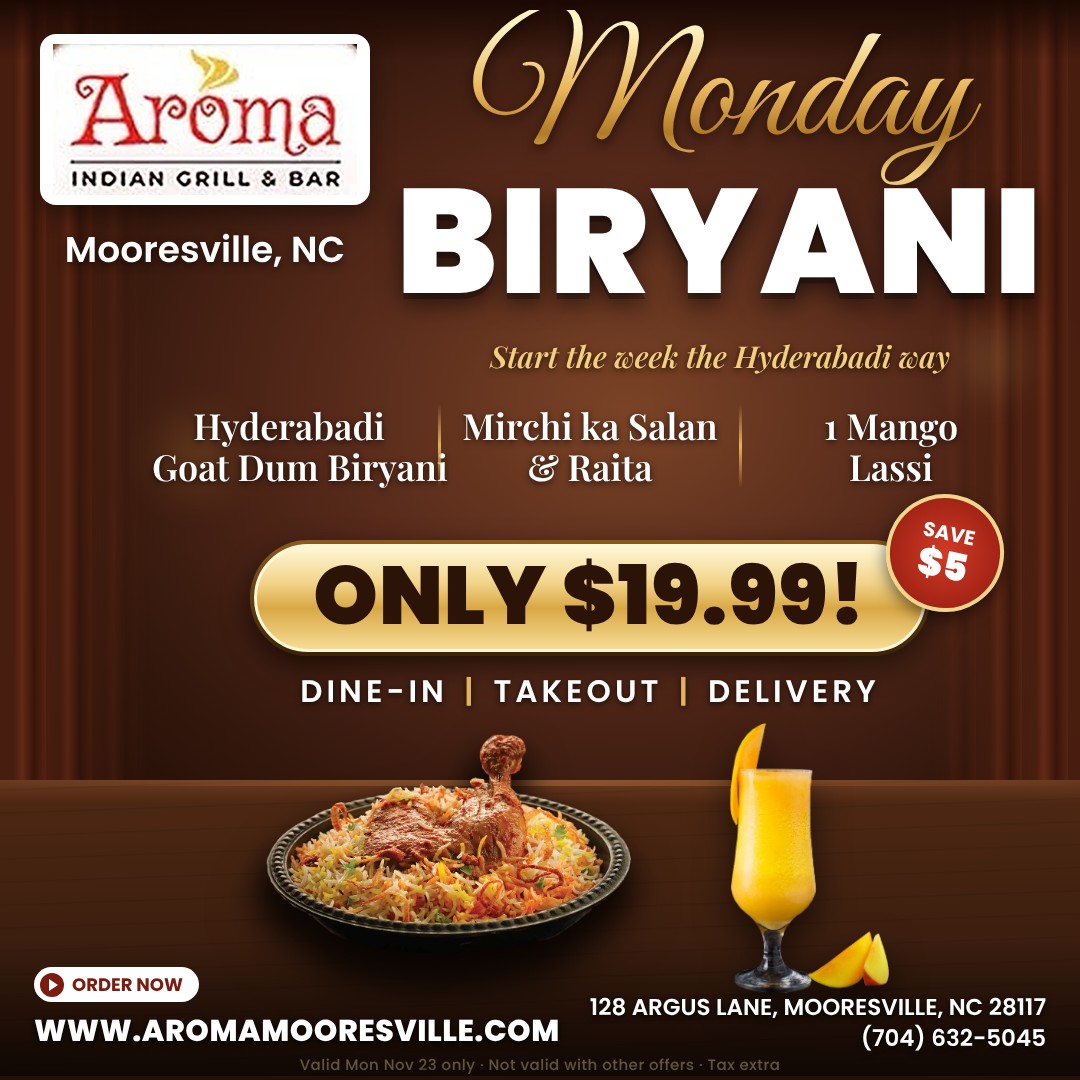 Aroma
INDIAN GRILL & BAR
Mooresville, NC
Monday
BIRYANI
Start the week the Hyderabadi way
Hyderabadi
Goat Dum Biryani
Mirchi ka Salan
& Raita
1 Mango
Lassi
SAVE
$5
ONLY $19.99!
DINE-IN | TAKEOUT | DELIVERY
ORDER NOW
WWW.AROMAMOORESVILLE.COM
128 ARGUS LANE, MOORESVILLE, NC 28117
(704) 632-5045
Valid Mon Nov 23 only · Not valid with other offers · Tax extra